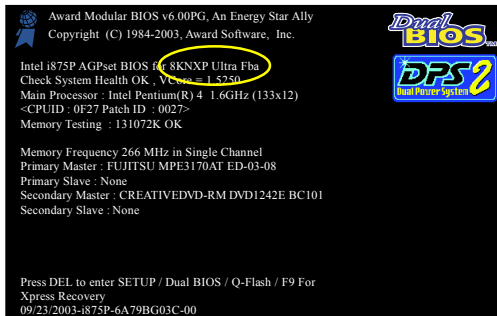 Award Modular BIOS v6.00PG, An Energy Star Ally
Copyright (C) 1984-2003, Award Software, Inc.
Dual
BIOS TM
Intel i875P AGPset BIOS for 8KNXP Ultra Fba
Check System Health OK , VCore = 1.5250
DPS 2
Dual Power System
Main Processor : Intel Pentium(R) 4 1.6GHz (133x12)
<CPUID : 0F27 Patch ID : 0027>
Memory Testing : 131072K OK
Memory Frequency 266 MHz in Single Channel
Primary Master : FUJITSU MPE3170AT ED-03-08
Primary Slave : None
Secondary Master : CREATIVEDVD-RM DVD1242E BC101
Secondary Slave : None
Press DEL to enter SETUP / Dual BIOS / Q-Flash / F9 For
Xpress Recovery
09/23/2003-i875P-6A79BG03C-00